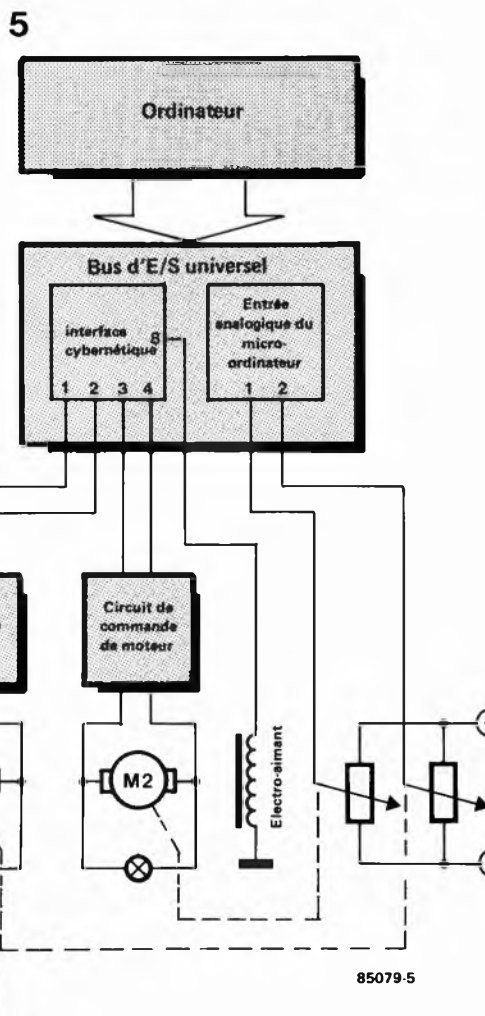 5
Ordinateur
Bus d'E/S universel
interface
cybernétique
8
1 2 3 4
Entrée
analogique du
micro-
ordinateur
1 2
Circuit de
commande
de moteur
M2
Electro-aimant
85079-5